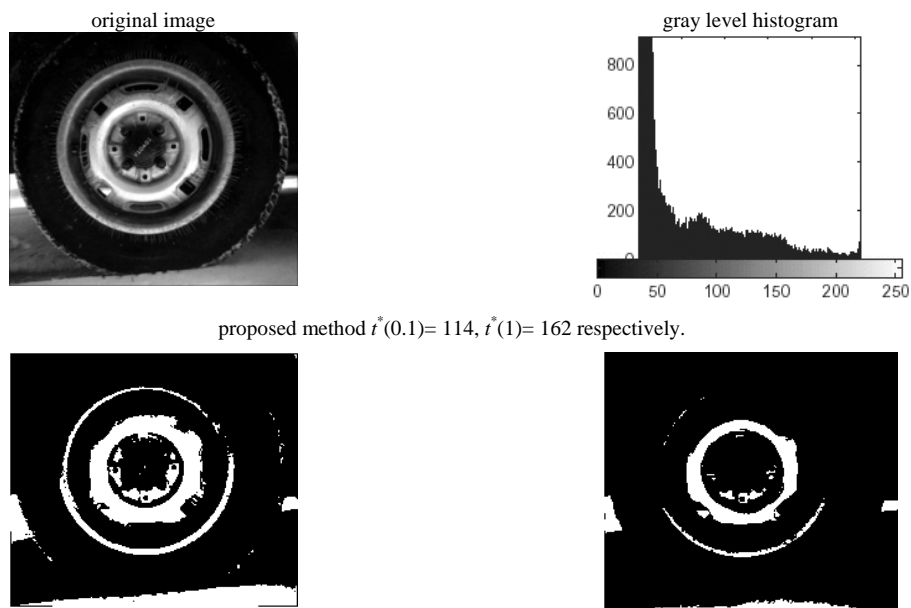 original image
gray level histogram
800
600
400
200
0
0 50 100 150 200 250
proposed method t*(0.1)= 114, t*(1)= 162 respectively.